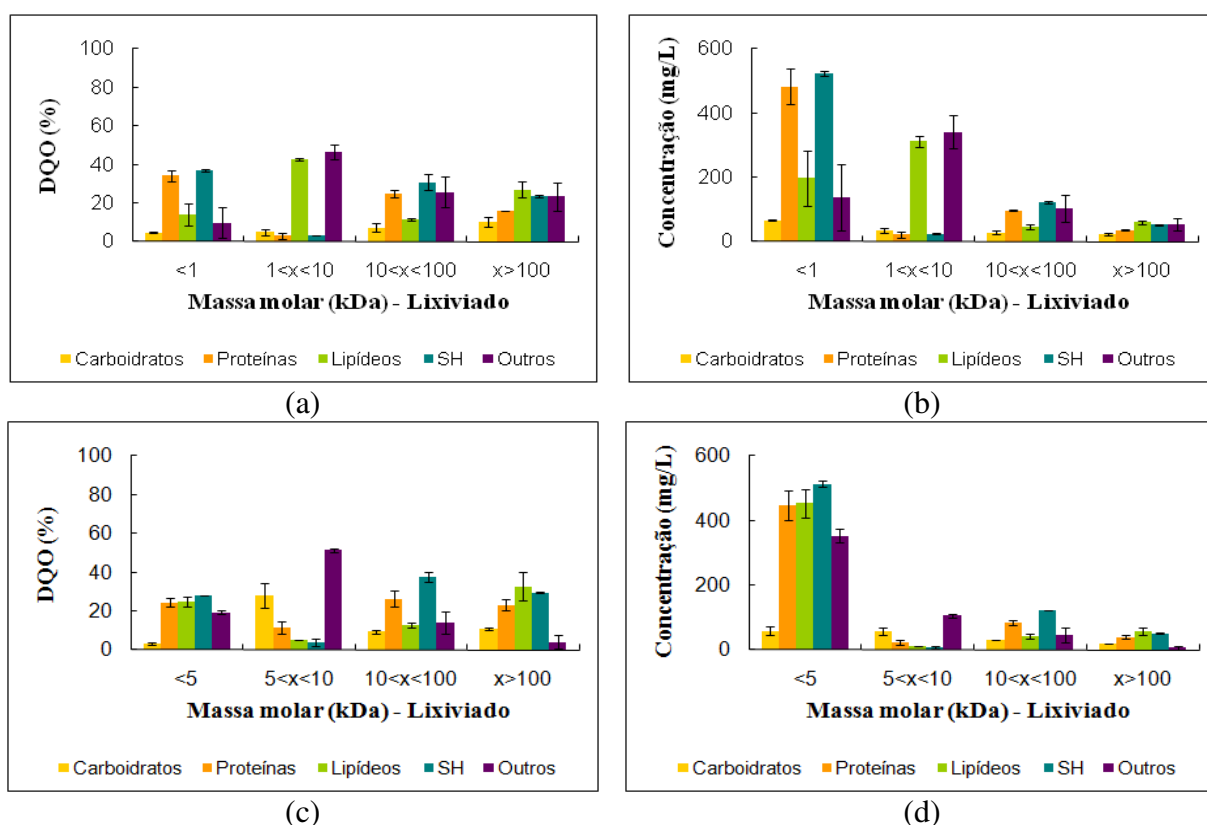 DQO (%)
100
80
60
40
20
0
<1 1<x<10 10<x<100 x>100
Massa molar (kDa) - Lixiviado
Carboidratos Proteínas Lipídeos SH Outros
(a)
Concentração (mg/L)
600
400
200
0
<1 1<x<10 10<x<100 x>100
Massa molar (kDa) - Lixiviado
Carboidratos Proteínas Lipídeos SH Outros
(b)
DQO (%)
100
80
60
40
20
0
<5 5<x<10 10<x<100 x>100
Massa molar (kDa) - Lixiviado
Carboidratos Proteínas Lipídeos SH Outros
(c)
Concentração (mg/L)
600
400
200
0
<5 5<x<10 10<x<100 x>100
Massa molar (kDa) - Lixiviado
Carboidratos Proteínas Lipídeos SH Outros
(d)